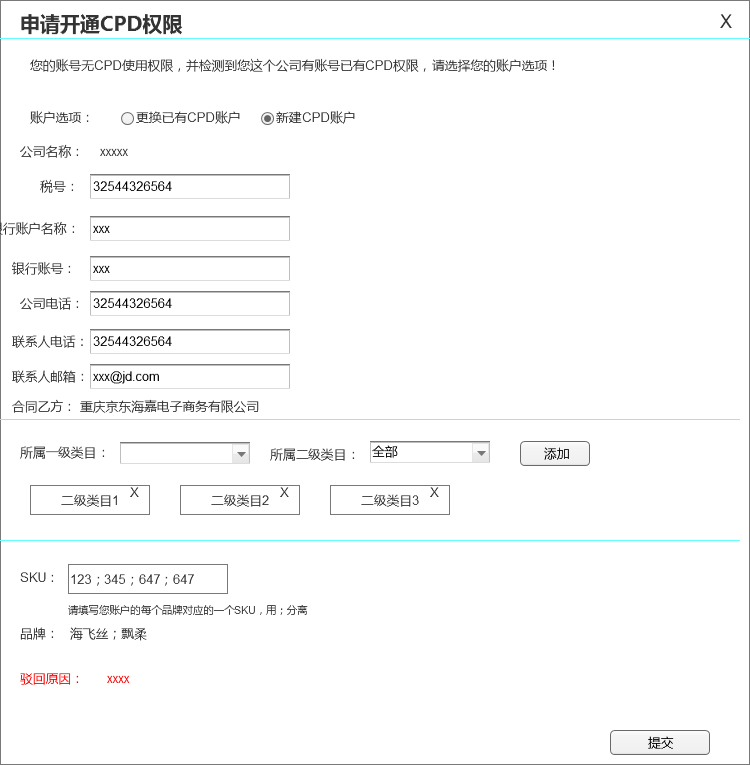 申请开通CPD权限 X
您的账号无CPD使用权限，并检测到您这个公司有账号已有CPD权限，请选择您的账户选项！
账户选项： 更换已有CPD账户 新建CPD账户
公司名称： xxxxx
税号： 32544326564
银行账户名称： xxx
银行账号： xxx
公司电话： 32544326564
联系人电话： 32544326564
联系人邮箱： xxx@jd.com
合同乙方： 重庆京东海嘉电子商务有限公司
所属一级类目： 所属二级类目： 全部 添加
二级类目1 X 二级类目2 X 二级类目3 X
SKU： 123；345；647；647
请填写您账户的每个品牌对应的一个SKU，用；分离
品牌： 海飞丝；飘柔
驳回原因： xxxx
提交